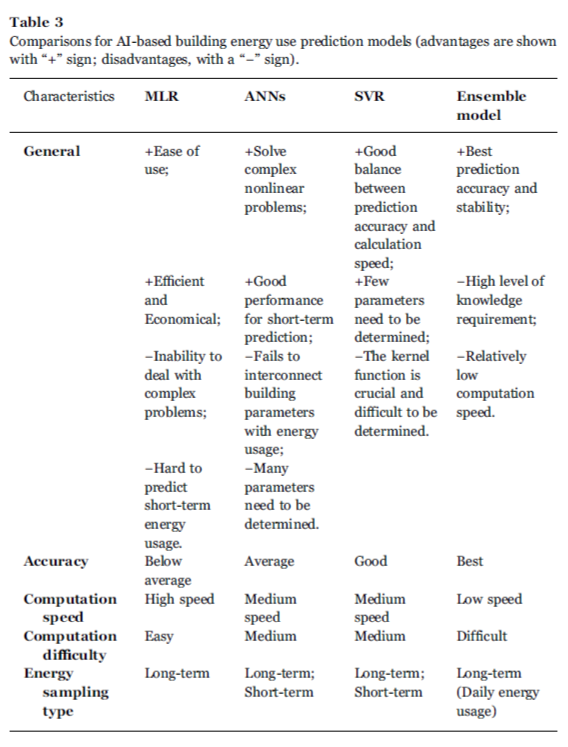 Table 3
Comparisons for AI-based building energy use prediction models (advantages are shown
with “+” sign; disadvantages, with a “−” sign).
Characteristics MLR ANNs SVR Ensemble
model
General +Ease of +Solve +Good +Best
use; complex balance prediction
nonlinear between accuracy and
problems; prediction stability;
accuracy and
calculation
speed;
+Efficient +Good +Few −High level of
and performance parameters knowledge
Economical; for short-term need to be requirement;
prediction; determined;
−Inability to −Fails to −The kernel −Relatively
deal with interconnect function is low
complex building crucial and computation
problems; parameters difficult to be speed.
with energy determined.
usage;
−Hard to −Many
predict parameters
short-term need to be
energy determined.
usage.
Accuracy Below Average Good Best
average
Computation High speed Medium Medium Low speed
speed speed speed
Computation Easy Medium Medium Difficult
difficulty
Energy Long-term Long-term; Long-term; Long-term
sampling Short-term Short-term (Daily energy
type usage)